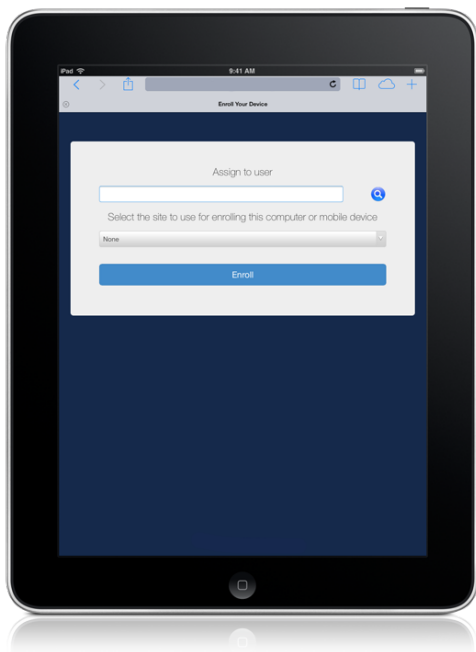 iPad 9:41 AM
Enroll Your Device
Assign to user
Select the site to use for enrolling this computer or mobile device
None
Enroll